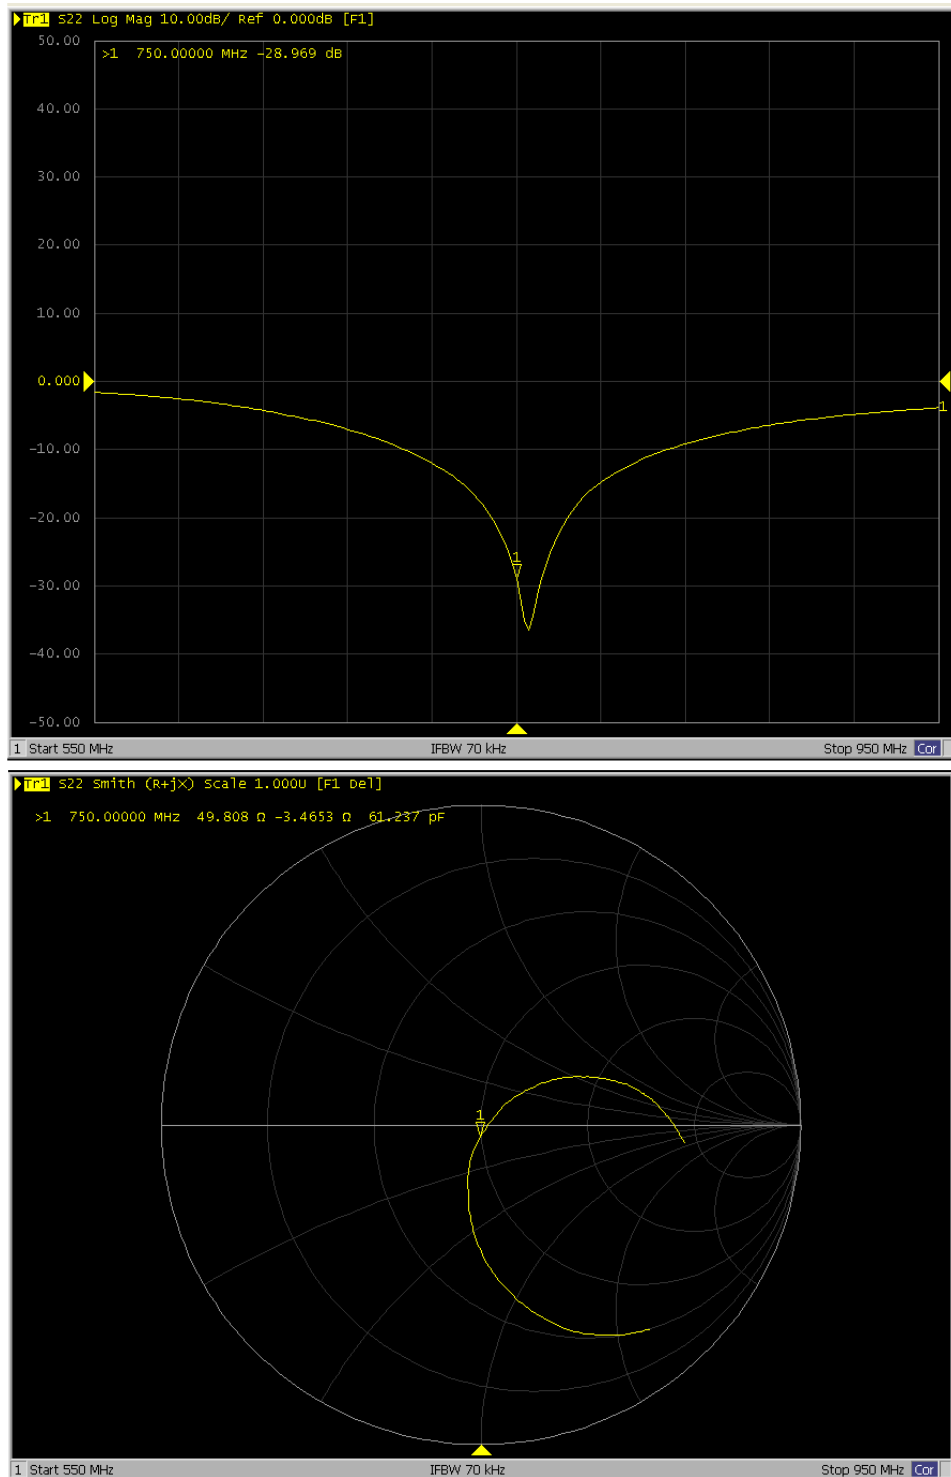 Tr1 S22 Log Mag 10.00dB/ Ref 0.000dB [F1]
50.00
>1 750.00000 MHz -28.969 dB
40.00
30.00
20.00
10.00
0.000
1
-10.00
-20.00
1
-30.00
-40.00
-50.00
1 Start 550 MHz IFBW 70 kHz Stop 950 MHz Cor
Tr1 S22 Smith (R+jX) Scale 1.000U [F1 Del]
>1 750.00000 MHz 49.808 Ω -3.4653 Ω 61.237 pF
1
1 Start 550 MHz IFBW 70 kHz Stop 950 MHz Cor